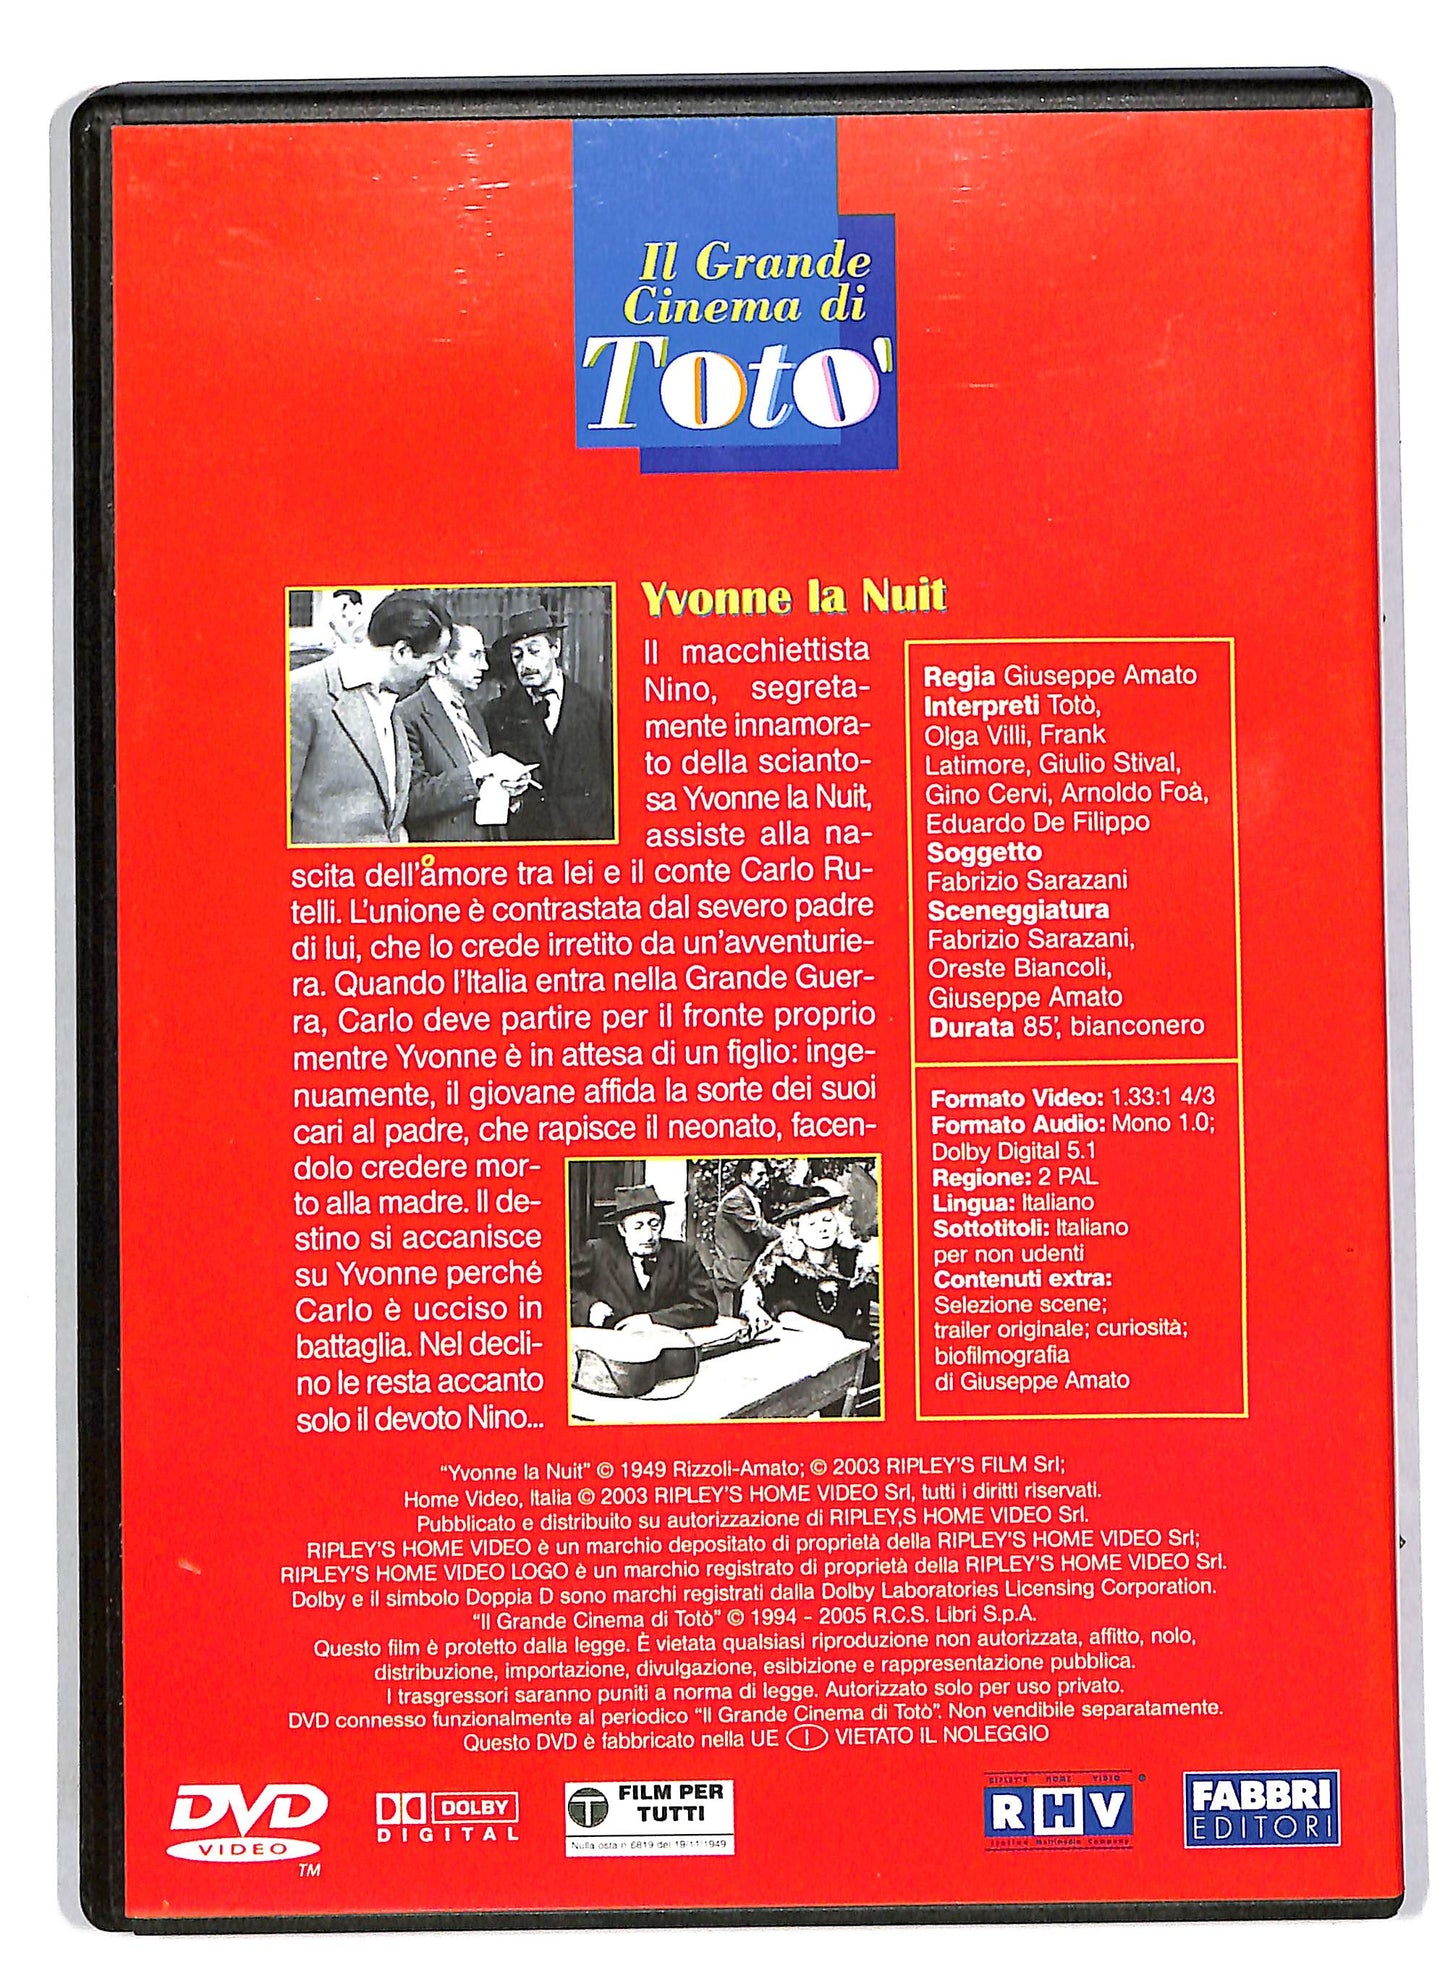 Il Grande
Cinema di
Totò'
Yvonne la Nuit
Il macchiettista
Nino, segreta-
mente innamora-
to della scianto-
sa Yvonne la Nuit,
assiste alla na-
scita dell'amore tra lei e il conte Carlo Ru-
telli. L'unione è contrastata dal severo padre
di lui, che lo crede irretito da un'avventurie-
ra. Quando l'Italia entra nella Grande Guer-
ra, Carlo deve partire per il fronte proprio
mentre Yvonne è in attesa di un figlio: inge-
nuamente, il giovane affida la sorte dei suoi
cari al padre, che rapisce il neonato, facen-
dolo credere mor-
to alla madre. Il de-
stino si accanisce
su Yvonne perché
Carlo è ucciso in
battaglia. Nel decli-
no le resta accanto
solo il devoto Nino...
Regia Giuseppe Amato
Interpreti Totò,
Olga Villi, Frank
Latimore, Giulio Stival,
Gino Cervi, Arnoldo Foà,
Eduardo De Filippo
Soggetto
Fabrizio Sarazani
Sceneggiatura
Fabrizio Sarazani,
Oreste Biancoli,
Giuseppe Amato
Durata 85', bianconero
Formato Video: 1.33:1 4/3
Formato Audio: Mono 1.0;
Dolby Digital 5.1
Regione: 2 PAL
Lingua: Italiano
Sottotitoli: Italiano
per non udenti
Contenuti extra:
Selezione scene;
trailer originale; curiosità;
biofilmografia
di Giuseppe Amato
"Yvonne la Nuit" © 1949 Rizzoli-Amato; © 2003 RIPLEY'S FILM Srl;
Home Video, Italia © 2003 RIPLEY'S HOME VIDEO Srl, tutti i diritti riservati.
Pubblicato e distribuito su autorizzazione di RIPLEY,S HOME VIDEO Srl.
RIPLEY'S HOME VIDEO è un marchio depositato di proprietà della RIPLEY'S HOME VIDEO Srl;
RIPLEY'S HOME VIDEO LOGO è un marchio registrato di proprietà della RIPLEY'S HOME VIDEO Srl.
Dolby e il simbolo Doppia D sono marchi registrati dalla Dolby Laboratories Licensing Corporation.
"Il Grande Cinema di Totò" © 1994 - 2005 R.C.S. Libri S.p.A.
Questo film è protetto dalla legge. È vietata qualsiasi riproduzione non autorizzata, affitto, nolo,
distribuzione, importazione, divulgazione, esibizione e rappresentazione pubblica.
I trasgressori saranno puniti a norma di legge. Autorizzato solo per uso privato.
DVD connesso funzionalmente al periodico "Il Grande Cinema di Totò". Non vendibile separatamente.
Questo DVD è fabbricato nella UE I VIETATO IL NOLEGGIO
DVD
VIDEO
TM
DOLBY
DIGITAL
T FILM PER
TUTTI
Nulla osta n. 6819 del 19/11/1949
RIPLEY'S HOME VIDEO ®
RHV
Italian Multimedia Company
FABBRI
EDITORI